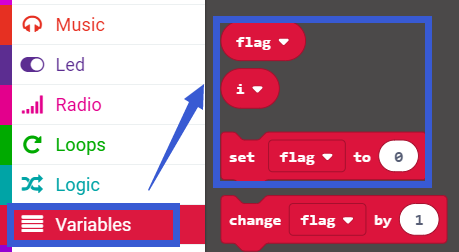 Music
Led
Radio
Loops
Logic
Variables
flag
i
set flag to 0
change flag by 1